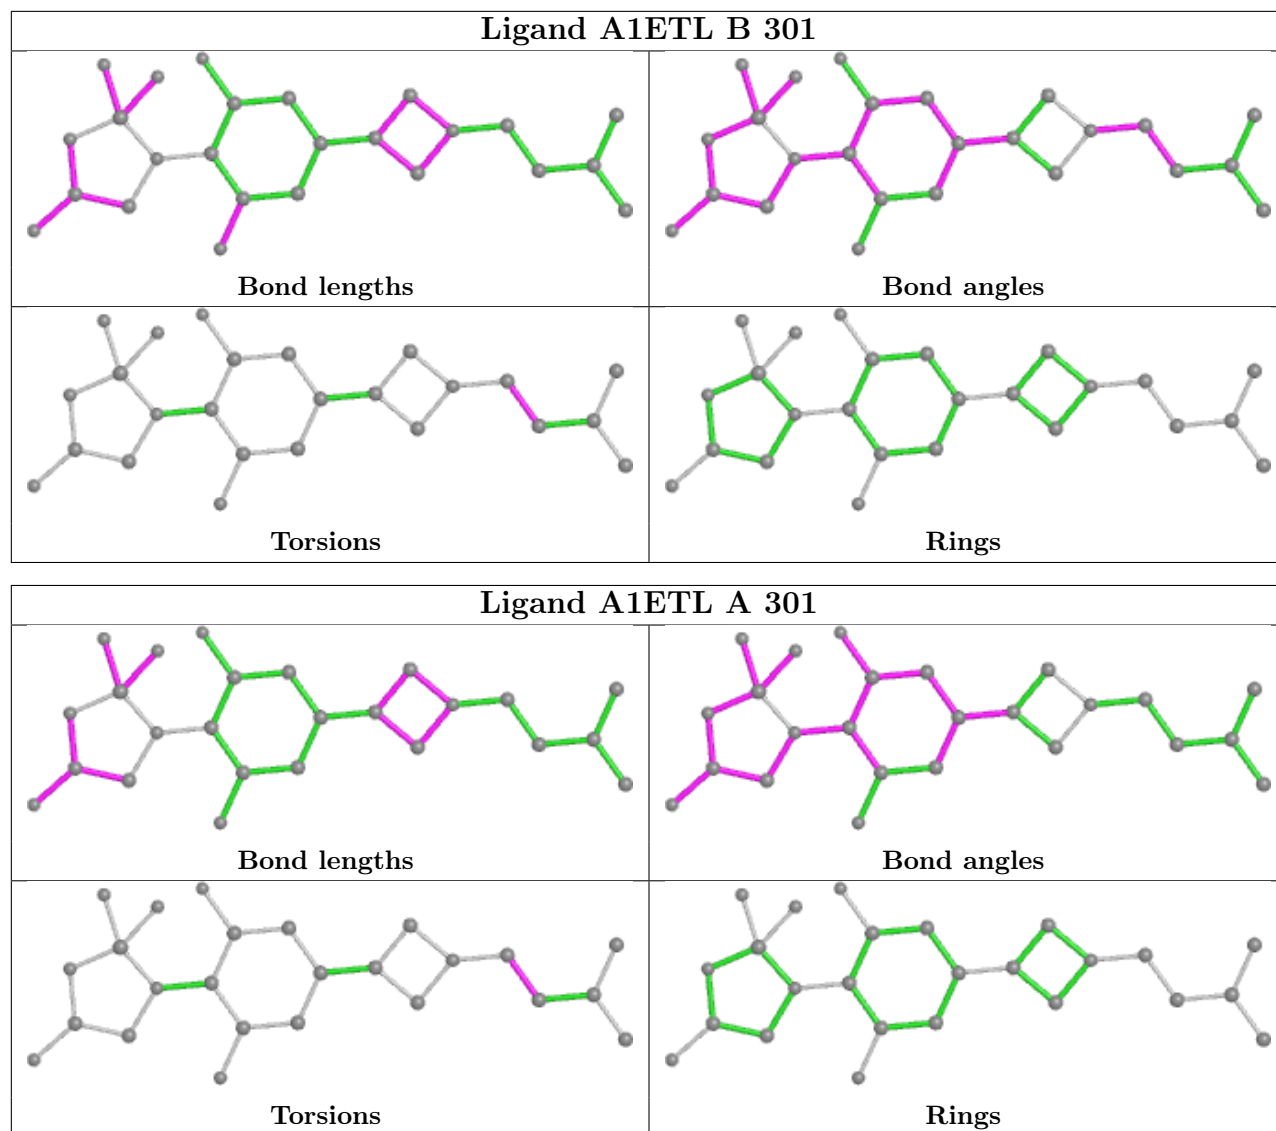 Ligand A1ETL B 301
Bond lengths
Bond angles
Torsions
Rings
Ligand A1ETL A 301
Bond lengths
Bond angles
Torsions
Rings